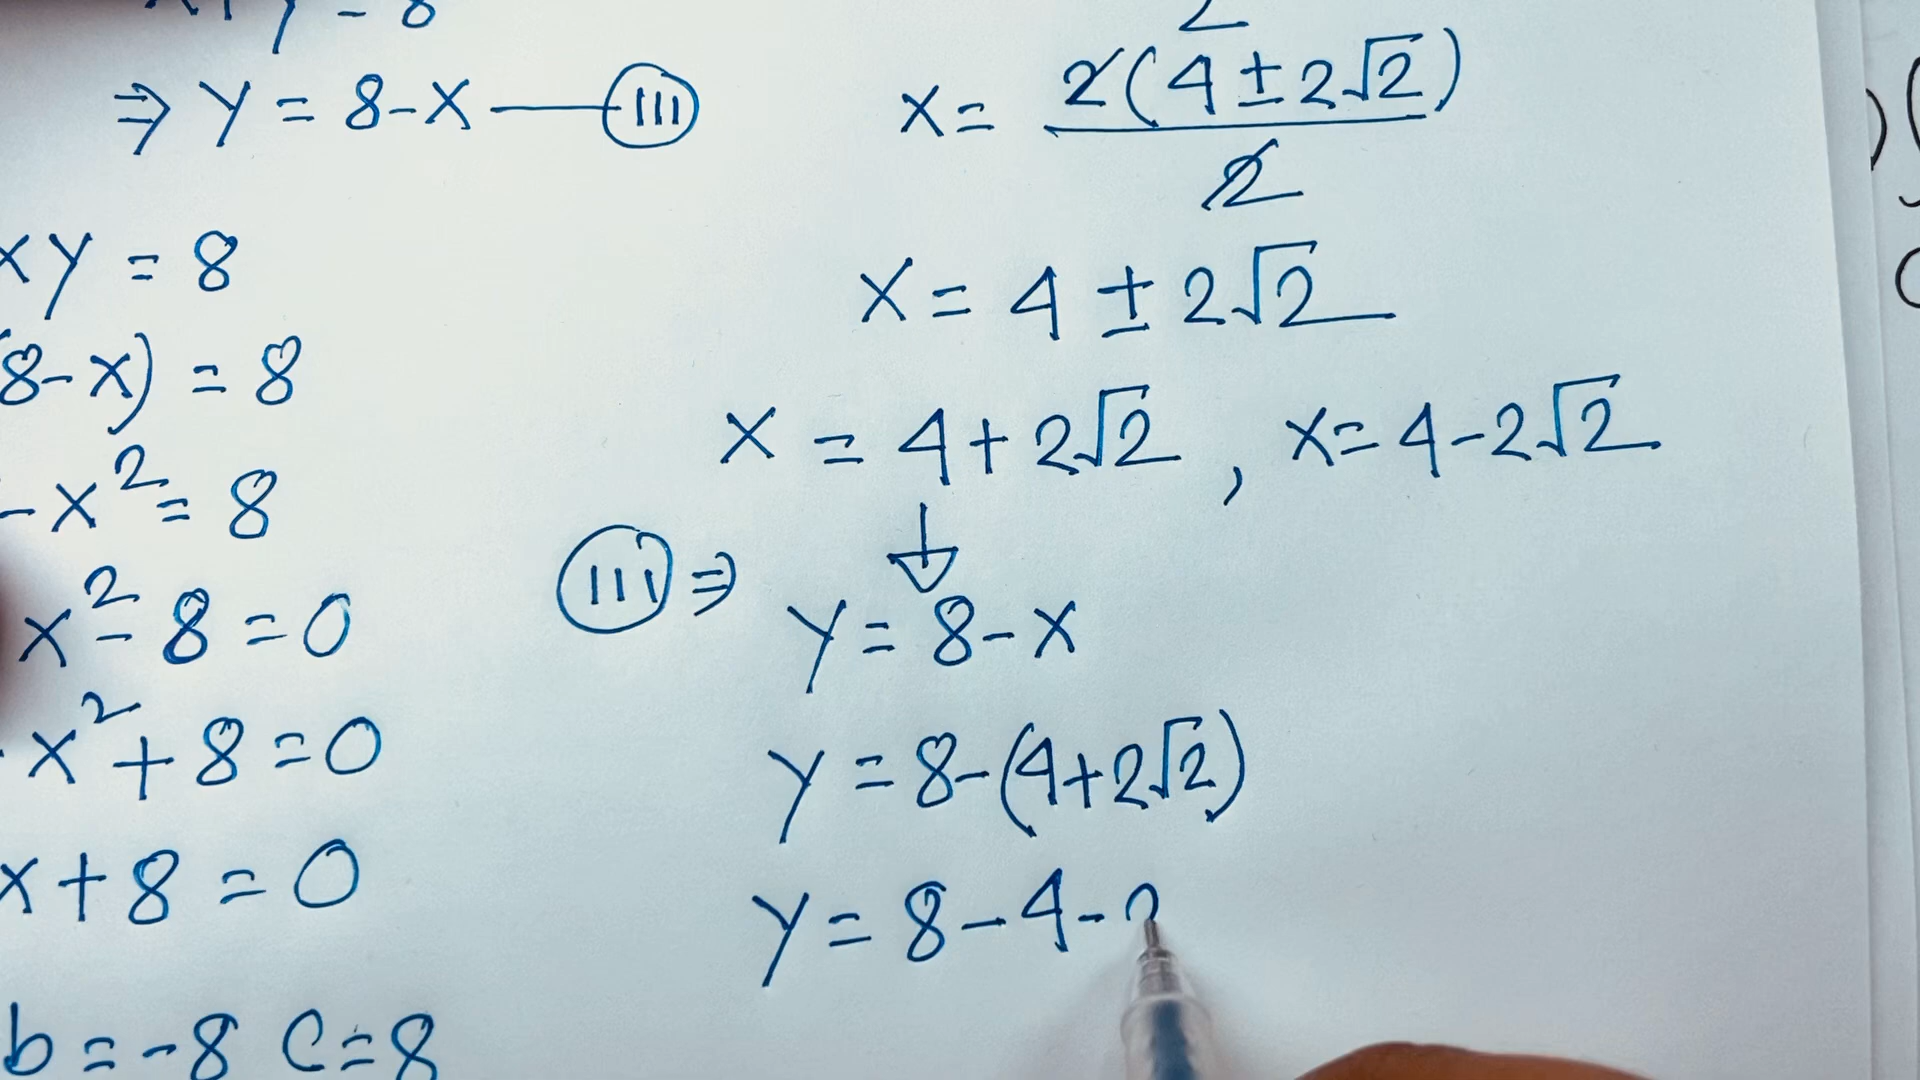 ⇒ y = 8-x — III
xy = 8
8-x) = 8
-x² = 8
x² - 8 = 0
x² + 8 = 0
x + 8 = 0
b = -8 c = 8
2
x = 2(4 ± 2√2) / 2
x = 4 ± 2√2
x = 4 + 2√2 , x = 4 - 2√2
III ⇒ y = 8 - x
y = 8 - (4 + 2√2)
y = 8 - 4 - 2